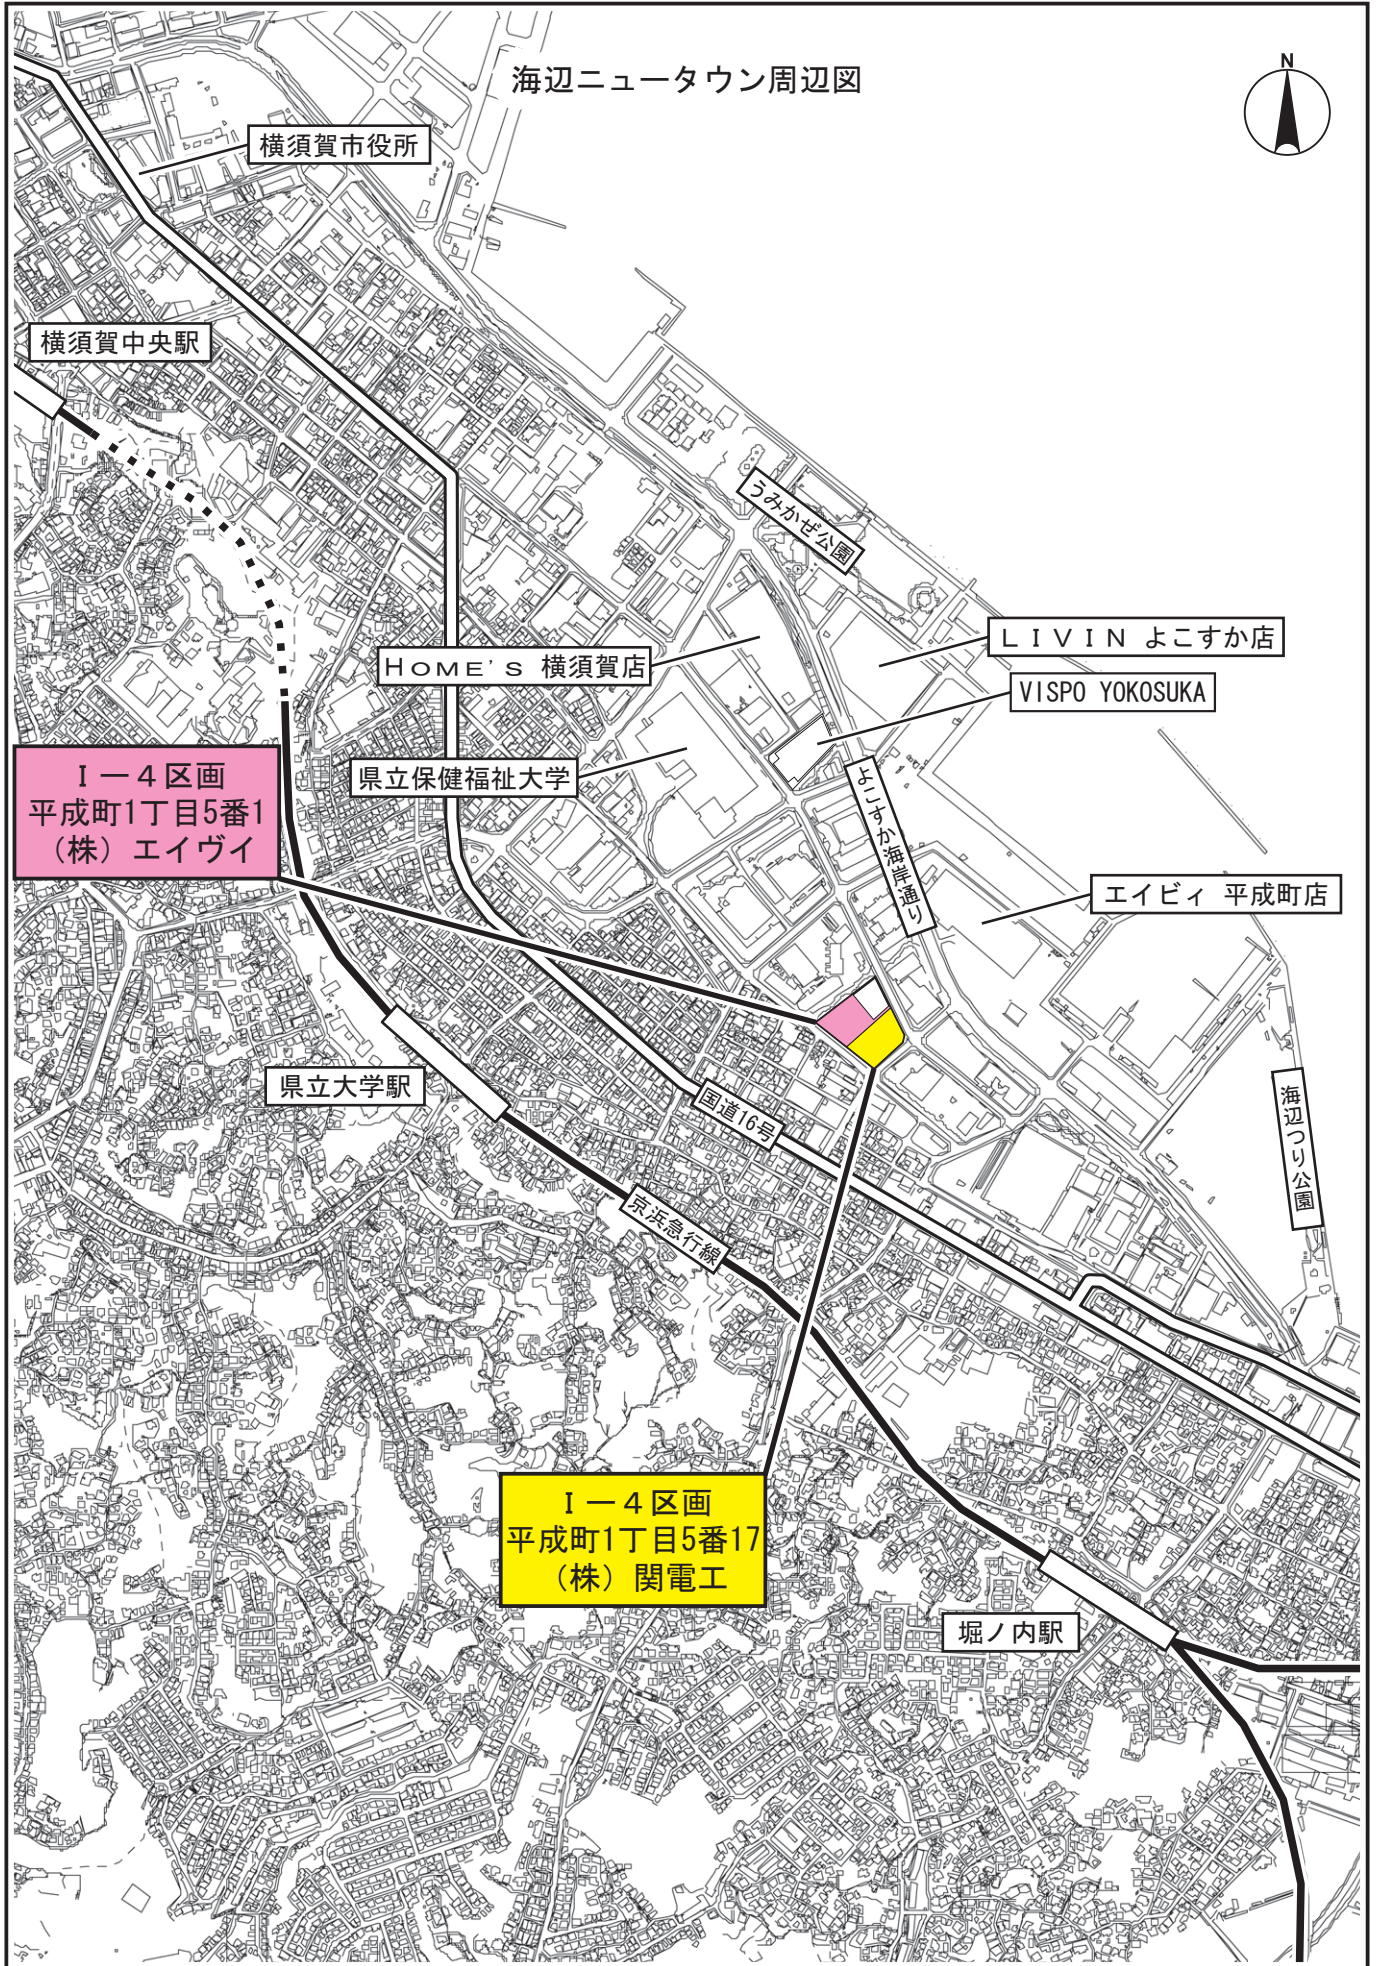 海辺ニュータウン周辺図
N
横須賀市役所
横須賀中央駅
うみかぜ公園
LIVIN よこすか店
HOME'S 横須賀店
VISPO YOKOSUKA
県立保健福祉大学
Ⅰ－4区画
平成町1丁目5番1
（株）エイヴイ
よこすか海岸通り
エイビィ 平成町店
県立大学駅
国道16号
海辺つり公園
京浜急行線
Ⅰ－4区画
平成町1丁目5番17
（株）関電工
堀ノ内駅